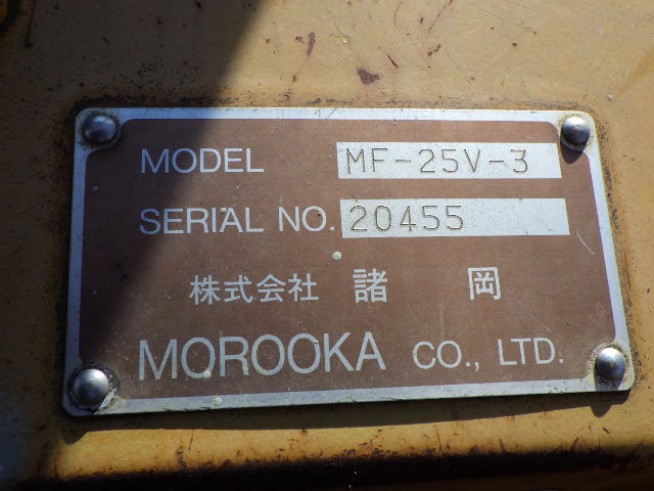 MODEL MF-25V-3
SERIAL NO. 20455
株式会社 諸 岡
MOROOKA CO., LTD.